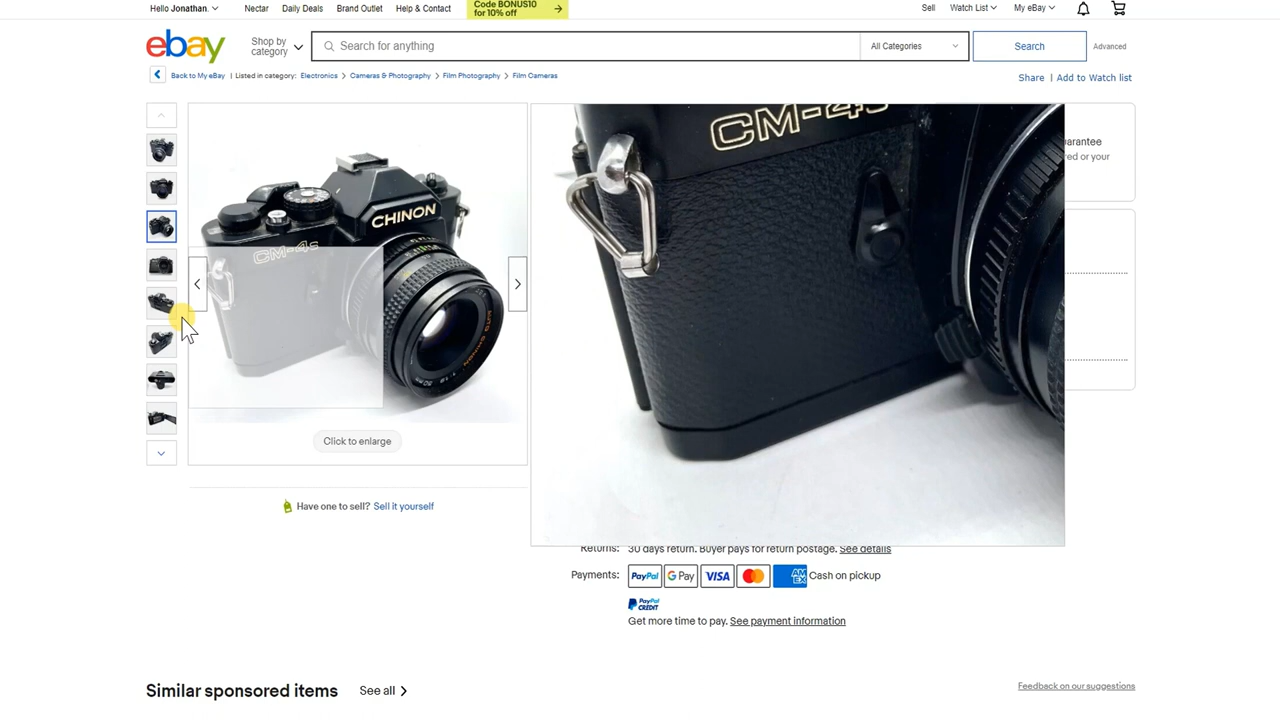 Hello Jonathan.
Nectar
Daily Deals
Brand Outlet
Help & Contact
Code BONUS10
for 10% off
Sell
Watch List
My eBay
ebay
Shop by
category
Search for anything
All Categories
Search
Advanced
Back to My eBay | Listed in category: Electronics > Cameras & Photography > Film Photography > Film Cameras
Share | Add to Watch list
CHINON
CM-4s
CM-4s
arantee
red or your
Click to enlarge
Have one to sell? Sell it yourself
Returns: 30 days return. Buyer pays for return postage. See details
Payments: PayPal G Pay VISA AM EX Cash on pickup
PayPal
CREDIT
Get more time to pay. See payment information
Similar sponsored items
See all >
Feedback on our suggestions